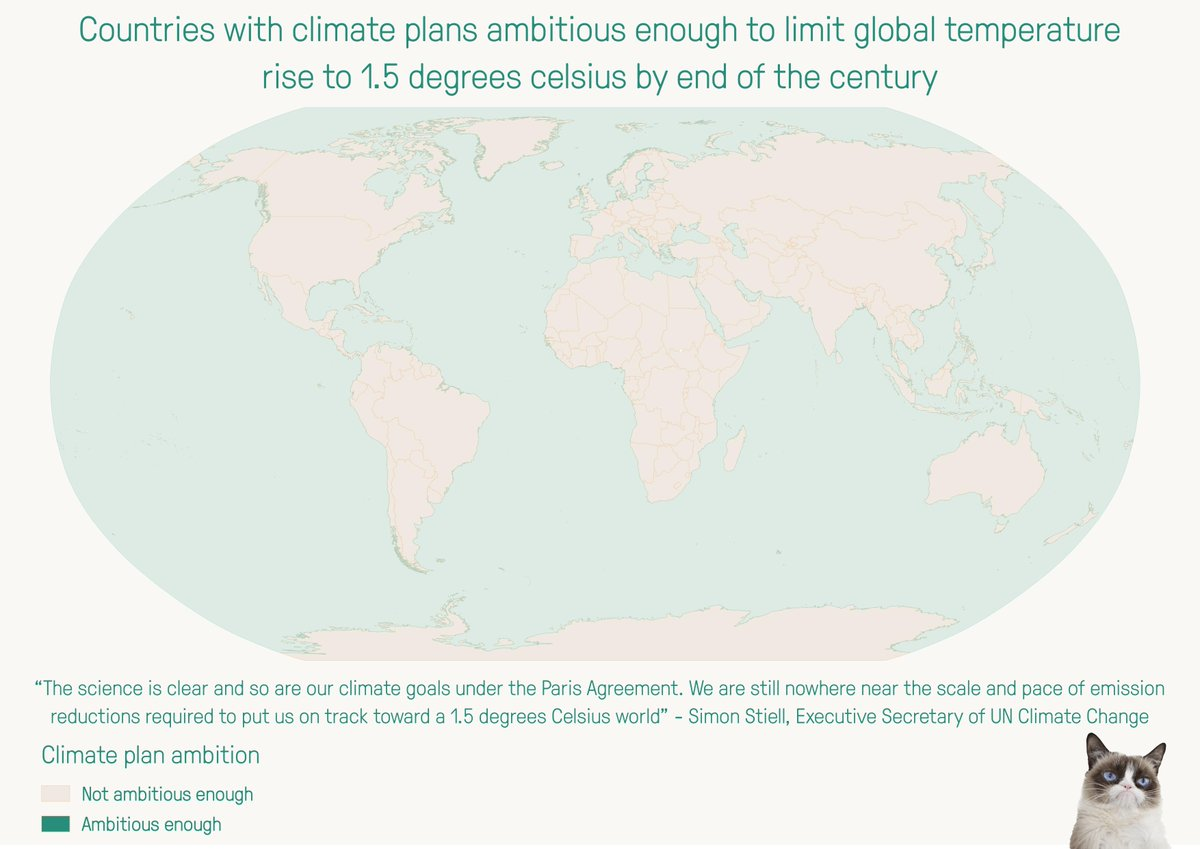 Countries with climate plans ambitious enough to limit global temperature
rise to 1.5 degrees celsius by end of the century
“The science is clear and so are our climate goals under the Paris Agreement. We are still nowhere near the scale and pace of emission
reductions required to put us on track toward a 1.5 degrees Celsius world” - Simon Stiell, Executive Secretary of UN Climate Change
Climate plan ambition
Not ambitious enough
Ambitious enough